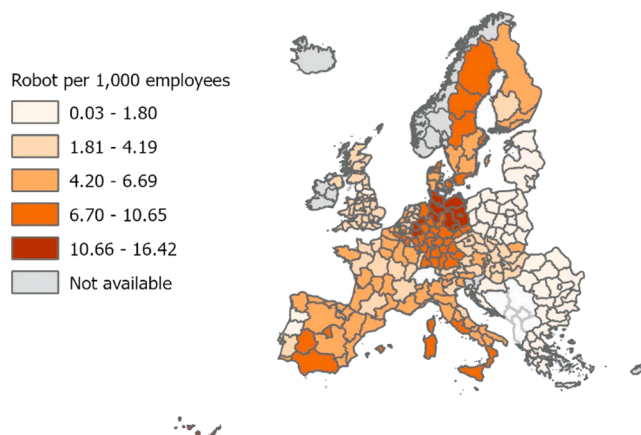 Robot per 1,000 employees
0.03 - 1.80
1.81 - 4.19
4.20 - 6.69
6.70 - 10.65
10.66 - 16.42
Not available